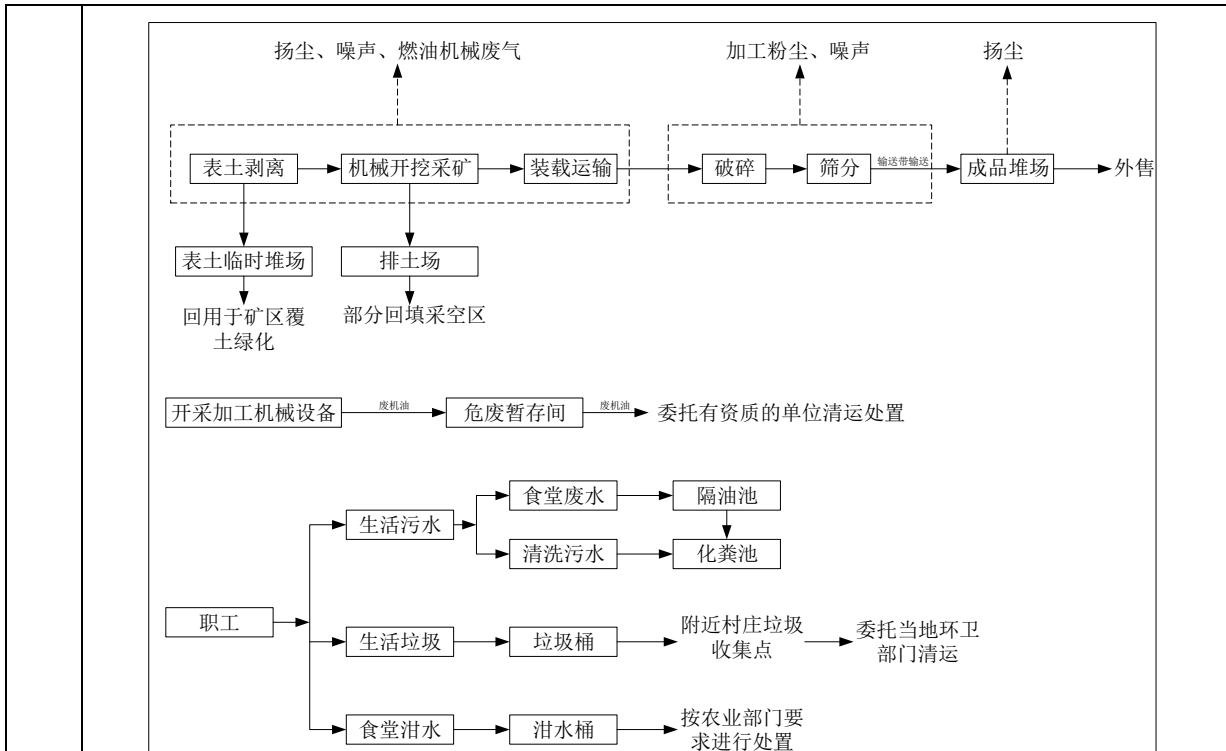 扬尘、噪声、燃油机械废气
加工粉尘、噪声
扬尘
表土剥离
机械开挖采矿
装载运输
破碎
筛分
输送带输送
成品堆场
外售
表土临时堆场
排土场
回用于矿区覆
土绿化
部分回填采空区
开采加工机械设备
废机油
危废暂存间
废机油
委托有资质的单位清运处置
食堂废水
隔油池
生活污水
清洗污水
化粪池
职工
生活垃圾
垃圾桶
附近村庄垃圾
收集点
委托当地环卫
部门清运
食堂泔水
泔水桶
按农业部门要
求进行处置